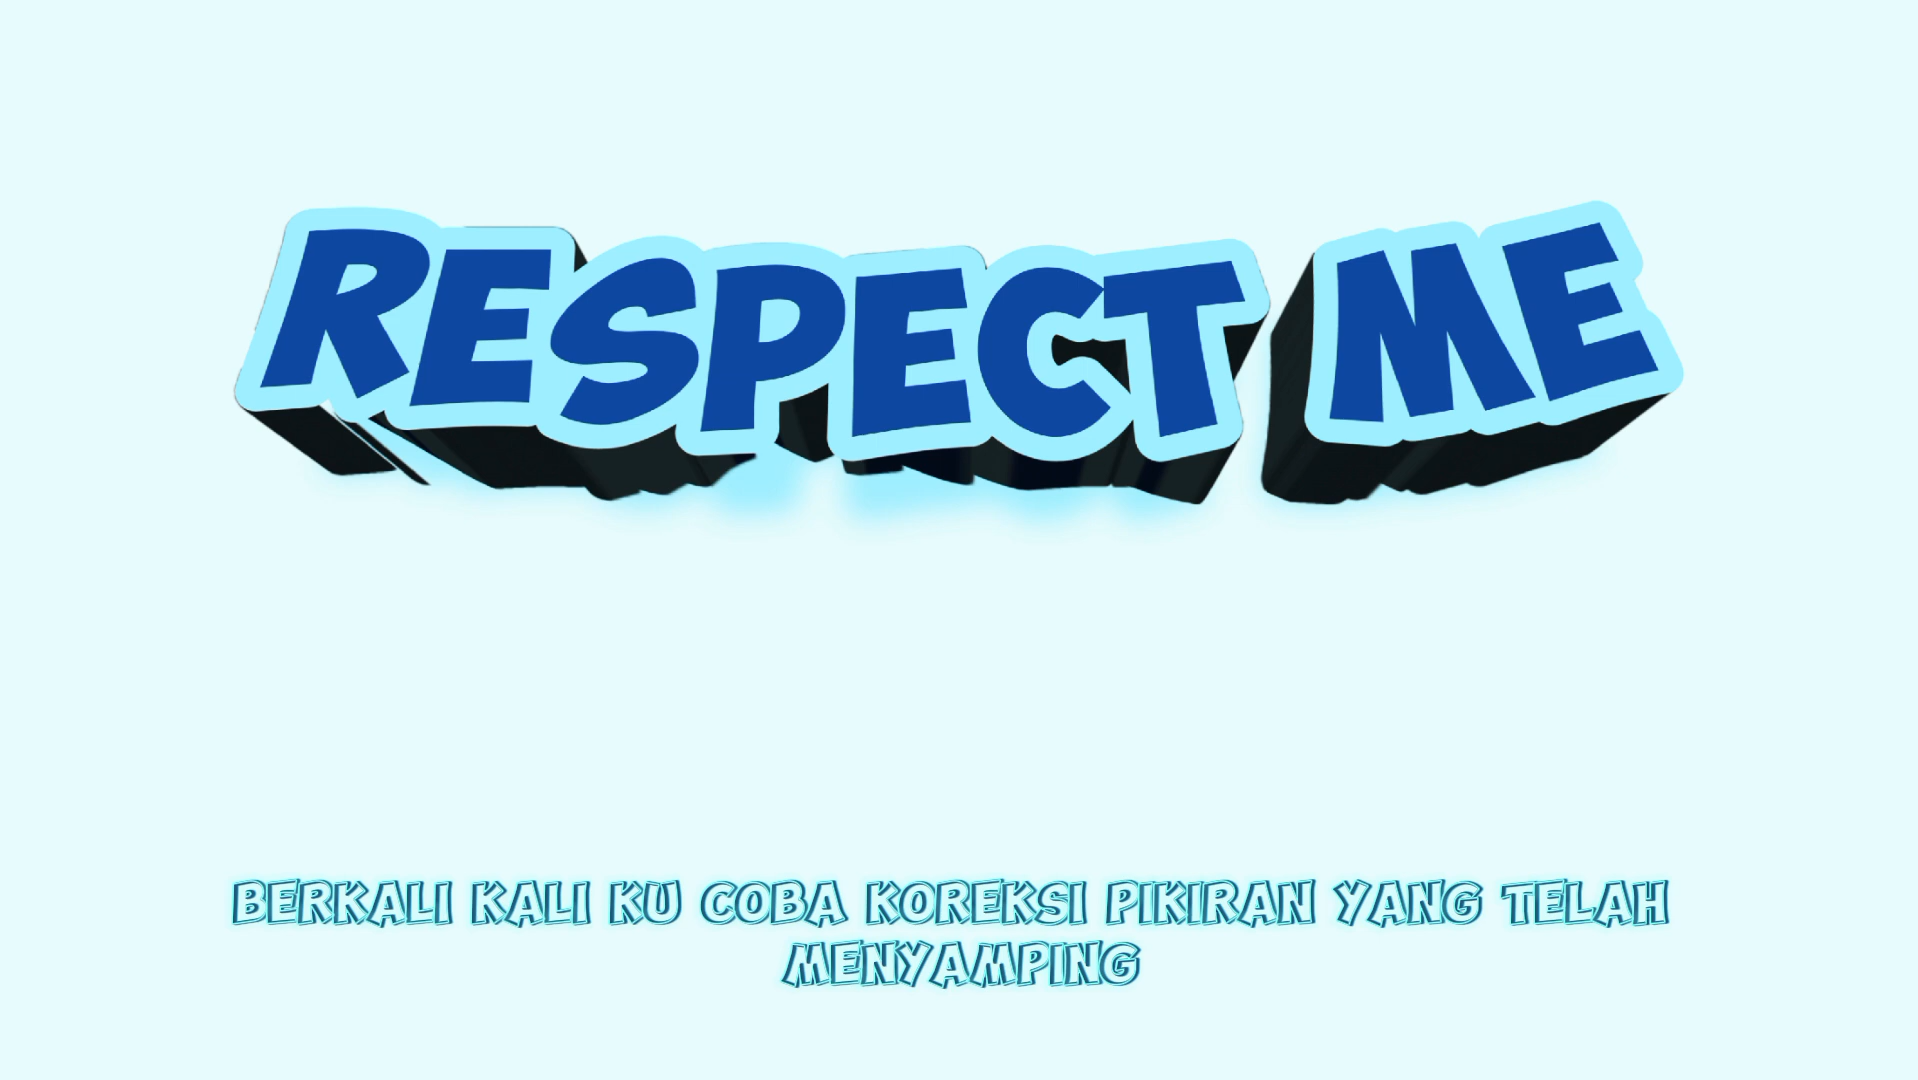 RESPECT ME
BERKALI KALI KU COBA KOREKSI PIKIRAN YANG TELAH
MENYAMPING